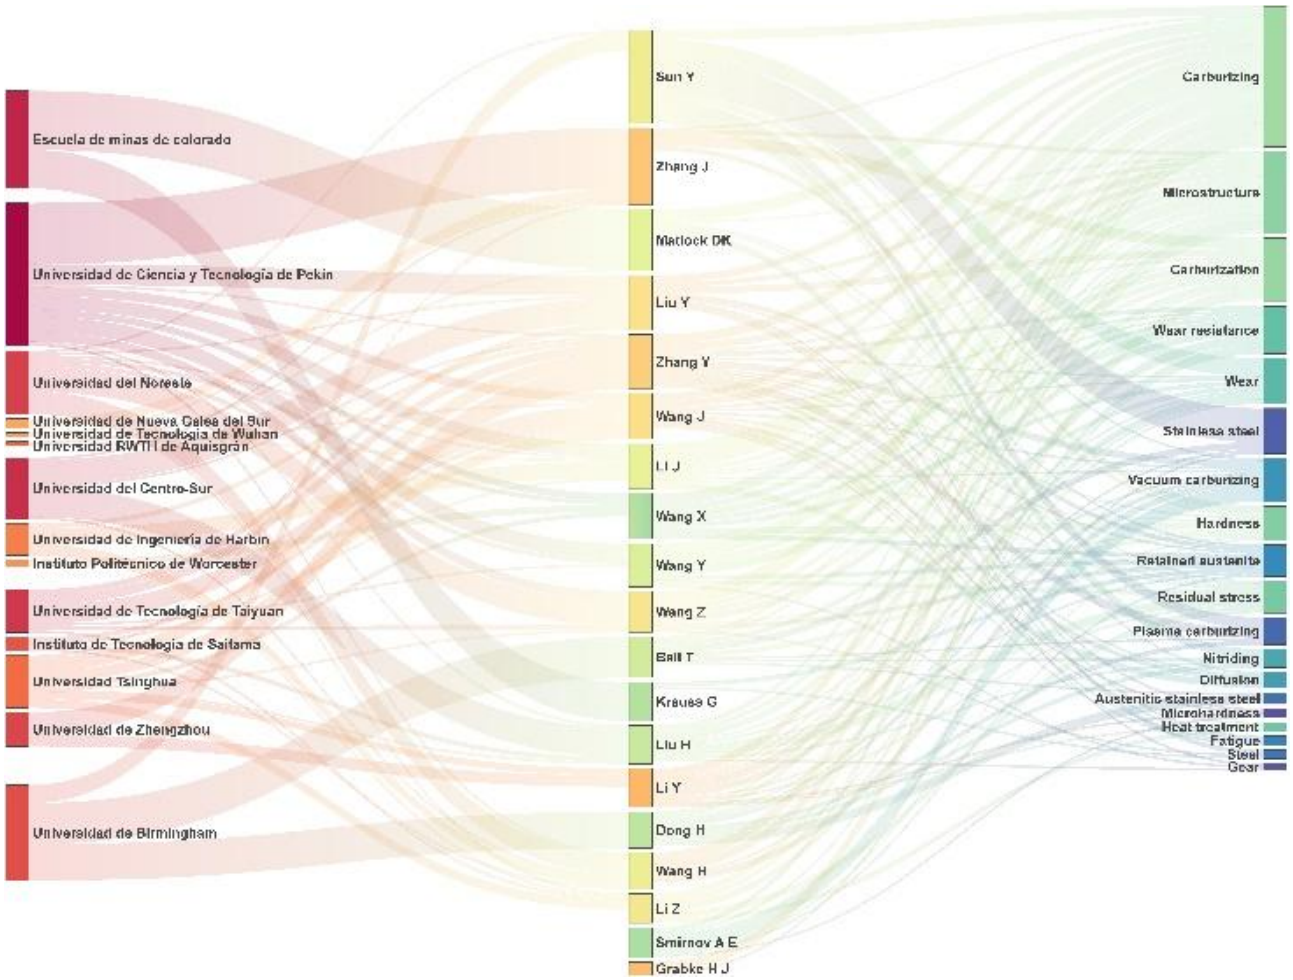 Escuela de minas de colorado
Universidad de Ciencia y Tecnología de Pekín
Universidad del Noreste
Universidad de Nueva Gales del Sur
Universidad de Tecnología de Wuhan
Universidad RWTH de Aquisgrán
Universidad del Centro-Sur
Universidad de Ingeniería de Harbin
Instituto Politécnico de Worcester
Universidad de Tecnología de Taiyuan
Instituto de Tecnologia de Saitama
Universidad Tsinghua
Universidad de Zhengzhou
Universidad de Birmingham
Sun Y
Zhang J
Matlock DK
Liu Y
Zhang Y
Wang J
Li J
Wang X
Wang Y
Wang Z
Bell T
Krauss G
Liu H
Li Y
Dong H
Wang H
Li Z
Smirnov A E
Grabke H J
Carburizing
Microstructure
Carburization
Wear resistance
Wear
Stainless steel
Vacuum carburizing
Hardness
Retained austenite
Residual stress
Plasma carburizing
Nitriding
Diffusion
Austenitic stainless steel
Microhardness
Heat treatment
Fatigue
Steel
Gear